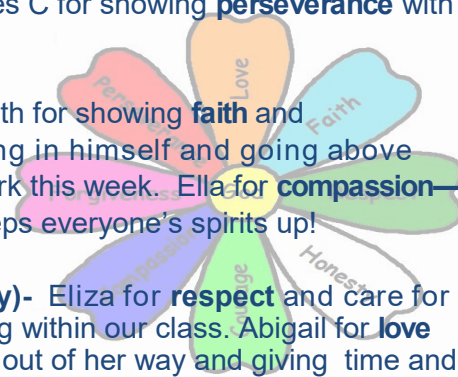 es C for showing perseverance with
th for showing faith and
ng in himself and going above
rk this week.  Ella for compassion—
eps everyone's spirits up!
y)-  Eliza for respect and care for
g within our class. Abigail for love
out of her way and giving  time and
Love
Perseverance
Faith
Forgiveness
God
Respect
Compassion
Honesty
Courage